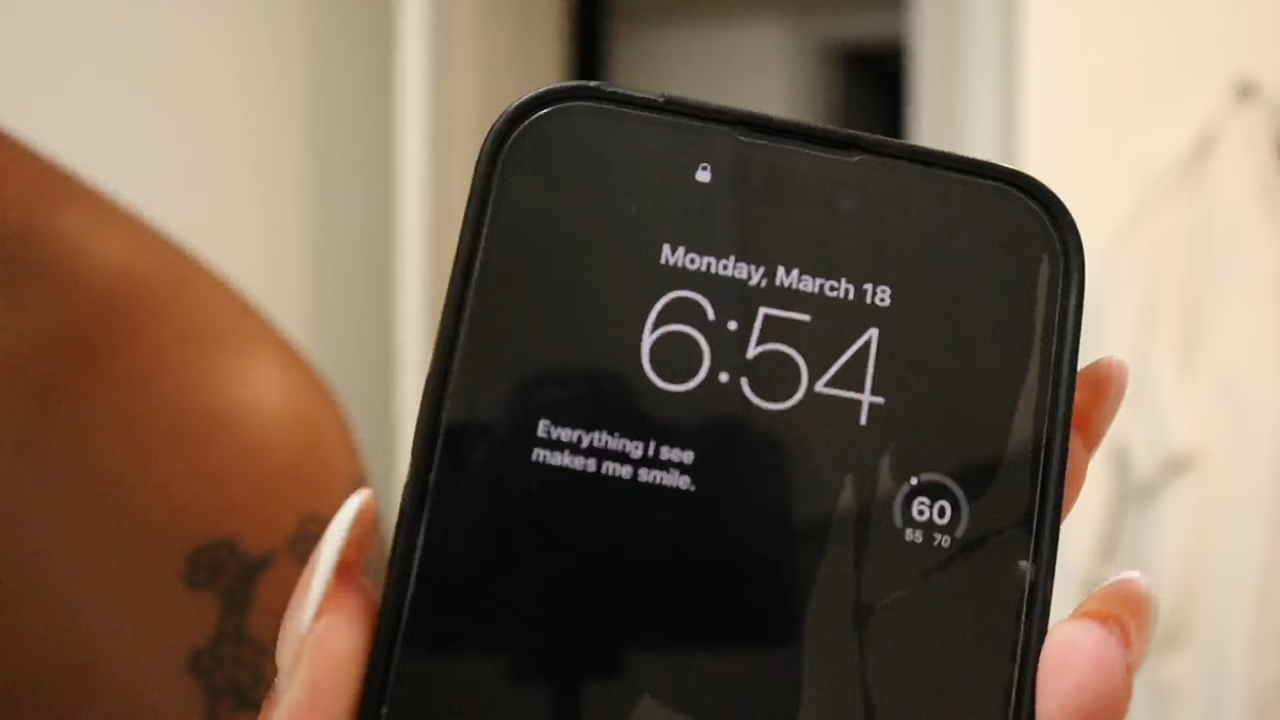 Monday, March 18
6:54
Everything I see
makes me smile.
60
55 70